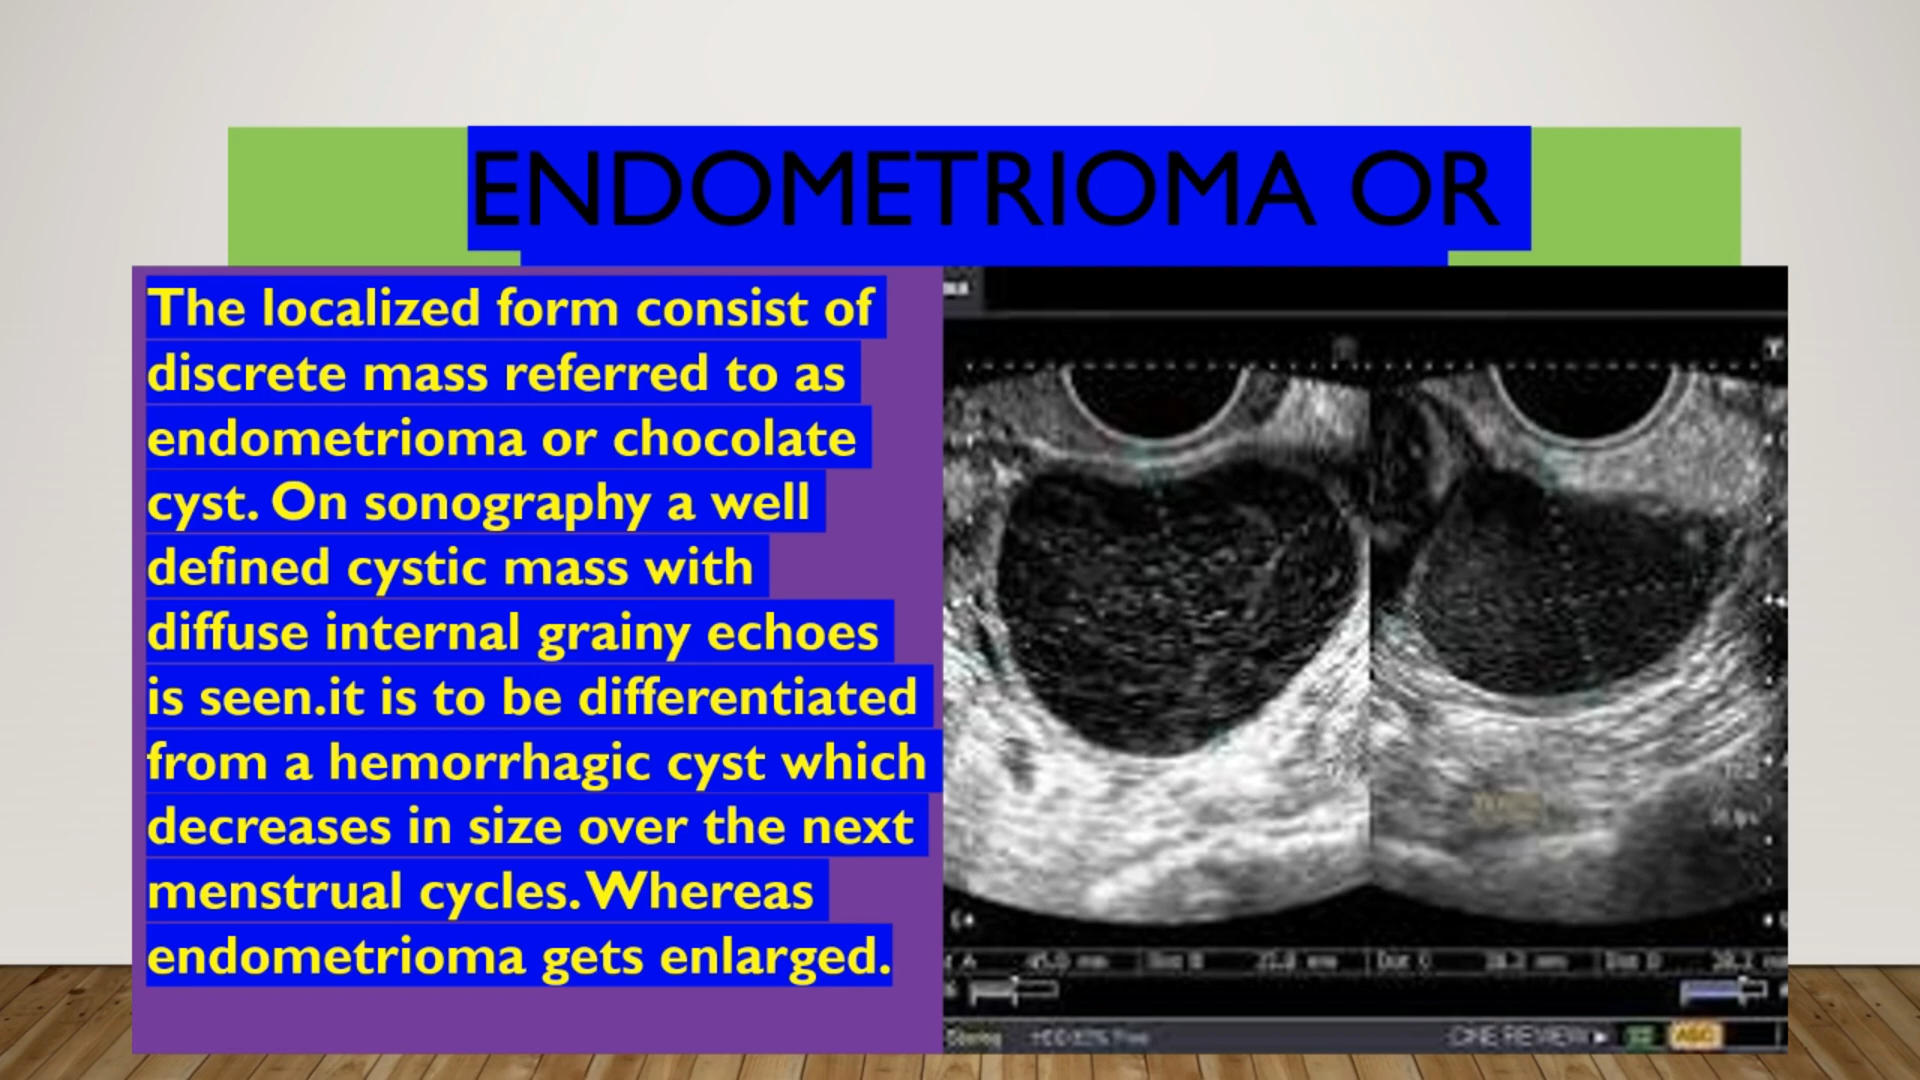 ENDOMETRIOMA OR
The localized form consist of
discrete mass referred to as
endometrioma or chocolate
cyst. On sonography a well
defined cystic mass with
diffuse internal grainy echoes
is seen.it is to be differentiated
from a hemorrhagic cyst which
decreases in size over the next
menstrual cycles. Whereas
endometrioma gets enlarged.
CINE REVIEW